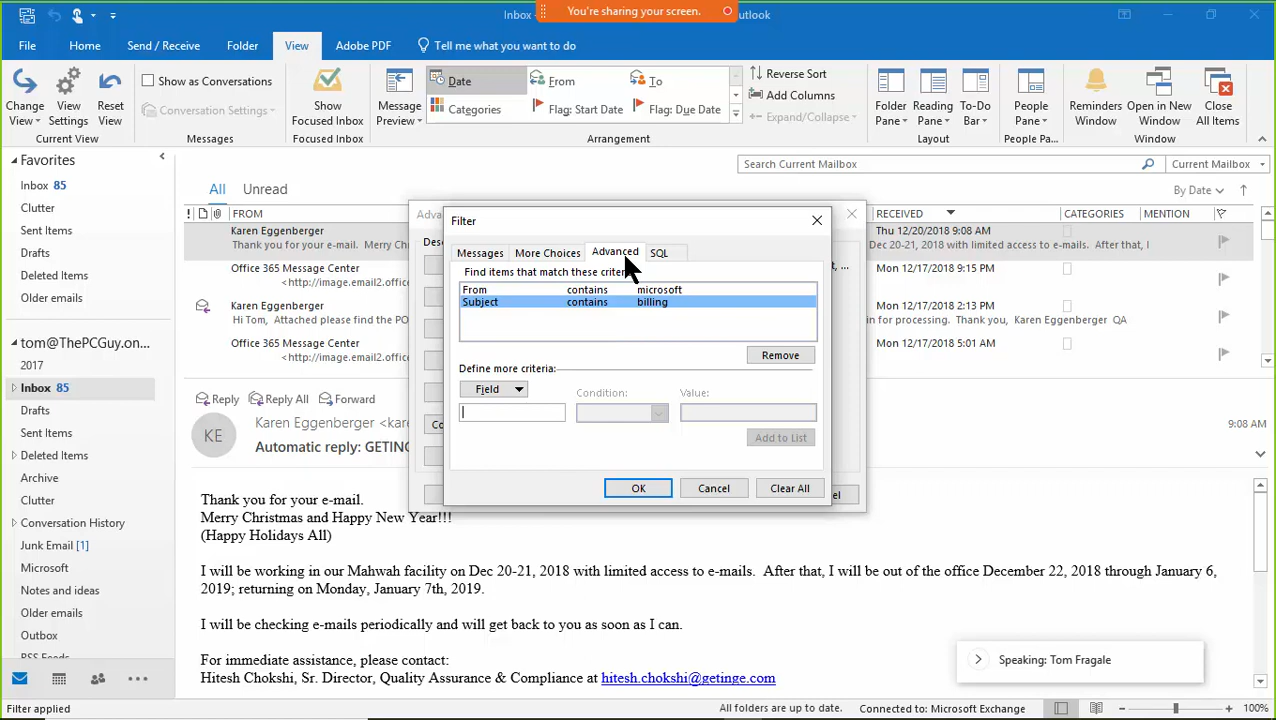 Inbox -
You're sharing your screen.
utlook
File
Home
Send / Receive
Folder
View
Adobe PDF
Tell me what you want to do
Change View
View Settings
Reset View
Current View
Show as Conversations
Conversation Settings
Messages
Show Focused Inbox
Focused Inbox
Message Preview
Date
From
To
Categories
Flag: Start Date
Flag: Due Date
Reverse Sort
Add Columns
Expand/Collapse
Arrangement
Folder Pane
Reading Pane
To-Do Bar
Layout
People Pane
People Pa...
Reminders Window
Open in New Window
Close All Items
Window
Favorites
Inbox 85
Clutter
Sent Items
Drafts
Deleted Items
Older emails
tom@ThePCGuy.on...
2017
Inbox 85
Drafts
Sent Items
Deleted Items
Archive
Clutter
Conversation History
Junk Email [1]
Microsoft
Notes and ideas
Older emails
Outbox
RSS Feeds
Search Current Mailbox
Current Mailbox
All
Unread
By Date
! FROM
RECEIVED
CATEGORIES
MENTION
Karen Eggenberger
Thu 12/20/2018 9:08 AM
Thank you for your e-mail. Merry
Dec 20-21, 2018 with limited access to e-mails. After that, I
Office 365 Message Center
Mon 12/17/2018 9:15 PM
<http://image.email2.office
Karen Eggenberger
Mon 12/17/2018 2:13 PM
Hi Tom, Attached please find the PO
in for processing. Thank you, Karen Eggenberger QA
Office 365 Message Center
Mon 12/17/2018 5:01 AM
<http://image.email2.office
Adva
Desc
Co
, ...
el
Filter
Messages
More Choices
Advanced
SQL
Find items that match these criteri
From contains microsoft
Subject contains billing
Remove
Define more criteria:
Field
Condition:
Value:
Add to List
OK
Cancel
Clear All
Reply
Reply All
Forward
KE
Karen Eggenberger <kare
9:08 AM
Automatic reply: GETING
Thank you for your e-mail.
Merry Christmas and Happy New Year!!!
(Happy Holidays All)
I will be working in our Mahwah facility on Dec 20-21, 2018 with limited access to e-mails. After that, I will be out of the office December 22, 2018 through January 6,
2019; returning on Monday, January 7th, 2019.
I will be checking e-mails periodically and will get back to you as soon as I can.
For immediate assistance, please contact:
Hitesh Chokshi, Sr. Director, Quality Assurance & Compliance at hitesh.chokshi@getinge.com
Speaking: Tom Fragale
Filter applied
All folders are up to date.
Connected to: Microsoft Exchange
100%